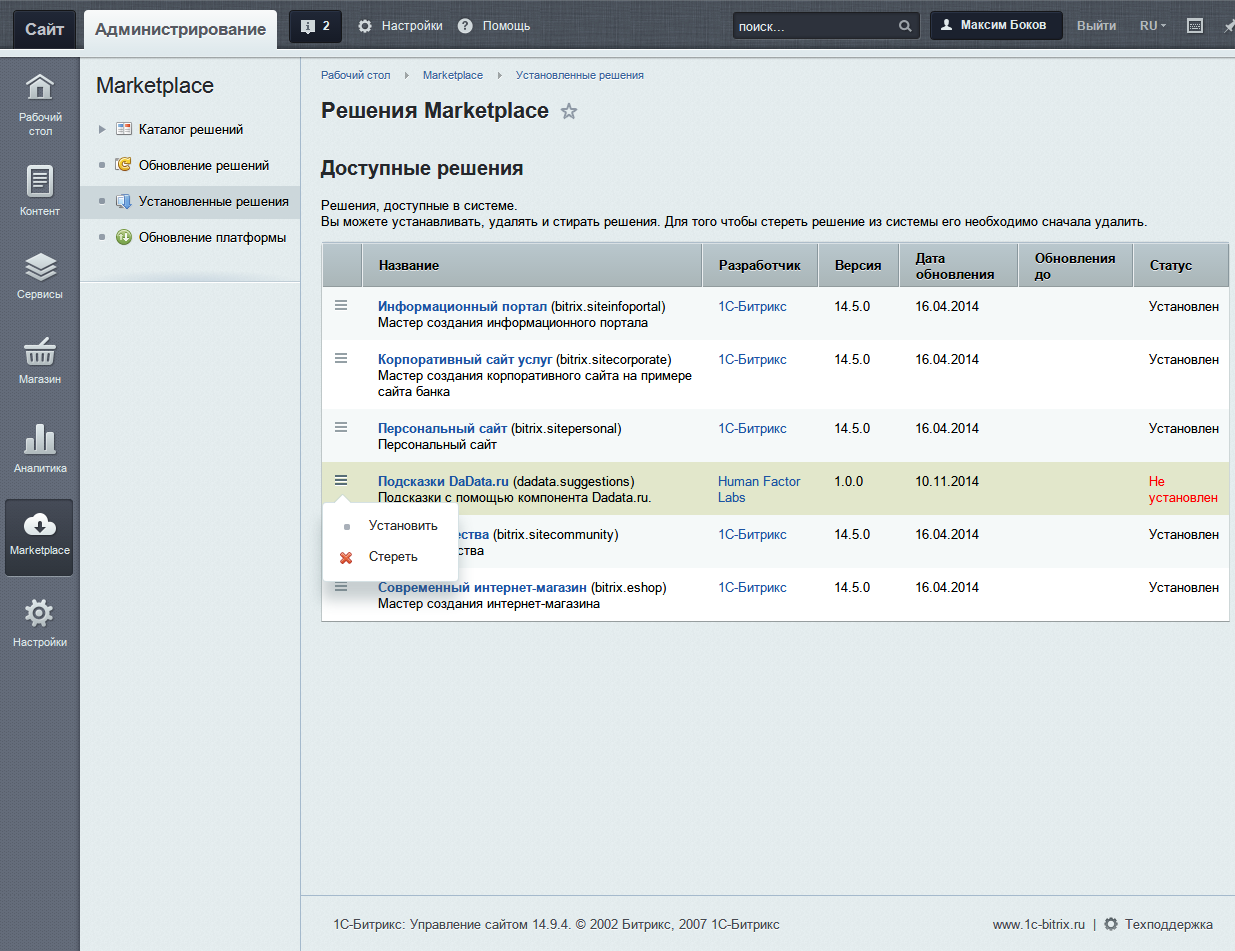 Сайт
Администрирование
2
Настройки
Помощь
поиск...
Максим Боков
Выйти
RU
Рабочий стол
Контент
Сервисы
Магазин
Аналитика
Marketplace
Настройки
Marketplace
Каталог решений
Обновление решений
Установленные решения
Обновление платформы
Рабочий стол Marketplace Установленные решения
Решения Marketplace
Доступные решения
Решения, доступные в системе.
Вы можете устанавливать, удалять и стирать решения. Для того чтобы стереть решение из системы его необходимо сначала удалить.
Название Разработчик Версия Дата обновления Обновления до Статус
Информационный портал (bitrix.siteinfoportal) 1С-Битрикс 14.5.0 16.04.2014 Установлен
Мастер создания информационного портала
Корпоративный сайт услуг (bitrix.sitecorporate) 1С-Битрикс 14.5.0 16.04.2014 Установлен
Мастер создания корпоративного сайта на примере
сайта банка
Персональный сайт (bitrix.sitepersonal) 1С-Битрикс 14.5.0 16.04.2014 Установлен
Персональный сайт
Подсказки DaData.ru (dadata.suggestions) Human Factor 1.0.0 10.11.2014 Не
Подсказки с помощью компонента Dadata.ru. Labs установлен
Установить
Стереть
ества (bitrix.sitecommunity) 1С-Битрикс 14.5.0 16.04.2014 Установлен
ства
Современный интернет-магазин (bitrix.eshop) 1С-Битрикс 14.5.0 16.04.2014 Установлен
Мастер создания интернет-магазина
1С-Битрикс: Управление сайтом 14.9.4. © 2002 Битрикс, 2007 1С-Битрикс
www.1c-bitrix.ru | Техподдержка